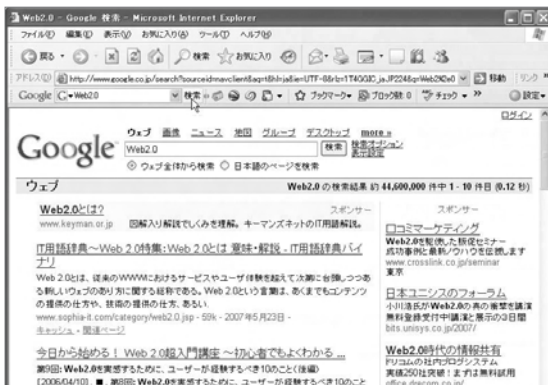 Web2.0 - Google 検索 - Microsoft Internet Explorer
ファイル(F) 編集(E) 表示(V) お気に入り(A) ツール(T) ヘルプ(H)
戻る 検索 お気に入り
アドレス(D) 移動 リンク
Google Web2.0 検索 ブックマーク ブロック数: 0 チェック 設定
ログイン
ウェブ 画像 ニュース 地図 グループ デスクトップ more »
Google Web2.0 検索 検索オプション
表示設定
ウェブ全体から検索 日本語のページを検索
ウェブ Web2.0 の検索結果 約 44,600,000 件中 1 - 10 件目 (0.12 秒)
Web2.0とは? スポンサー
www.keyman.or.jp 図解入り解説でしくみを理解。キーマンズネットのIT用語解説。
IT用語辞典～Web 2.0特集:Web 2.0とは 意味・解説 - IT用語辞典バイ
ナリ
Web 2.0とは、従来のWWWにおけるサービスやユーザ体験を超えて次第に台頭しつつあ
る新しいウェブのあり方に関する総称である。Web 2.0という言葉は、あくまでもコンテンツ
の提供の仕方や、技術の提供の仕方、あるい.
www.sophia-it.com/category/web2.0.jsp - 59k - 2007年5月23日 -
キャッシュ - 関連ページ
今日から始める! Web 2.0超入門講座 ～初心者でもよくわかる ...
第9回: Web2.0を実感するために、ユーザーが経験するべき10のこと(後編)
[2006/04/10]. ■. 第8回: Web2.0を実感するために、ユーザーが経験するべき10のこと
スポンサー
口コミマーケティング
Web2.0を駆使した販促セミナー
成功事例と最新ノウハウを伝授します
www.crosslink.co.jp/seminar
東京
日本ユニシスのフォーラム
小川浩氏がWeb2.0の真の衝撃を講演
無料登録受付中!講演と展示の3日間
bits.unisys.co.jp/2007/
Web2.0時代の情報共有
ドリコムの社内ブログシステム
実績250社突破!まずは無料試用
office.drecom.co.jp/